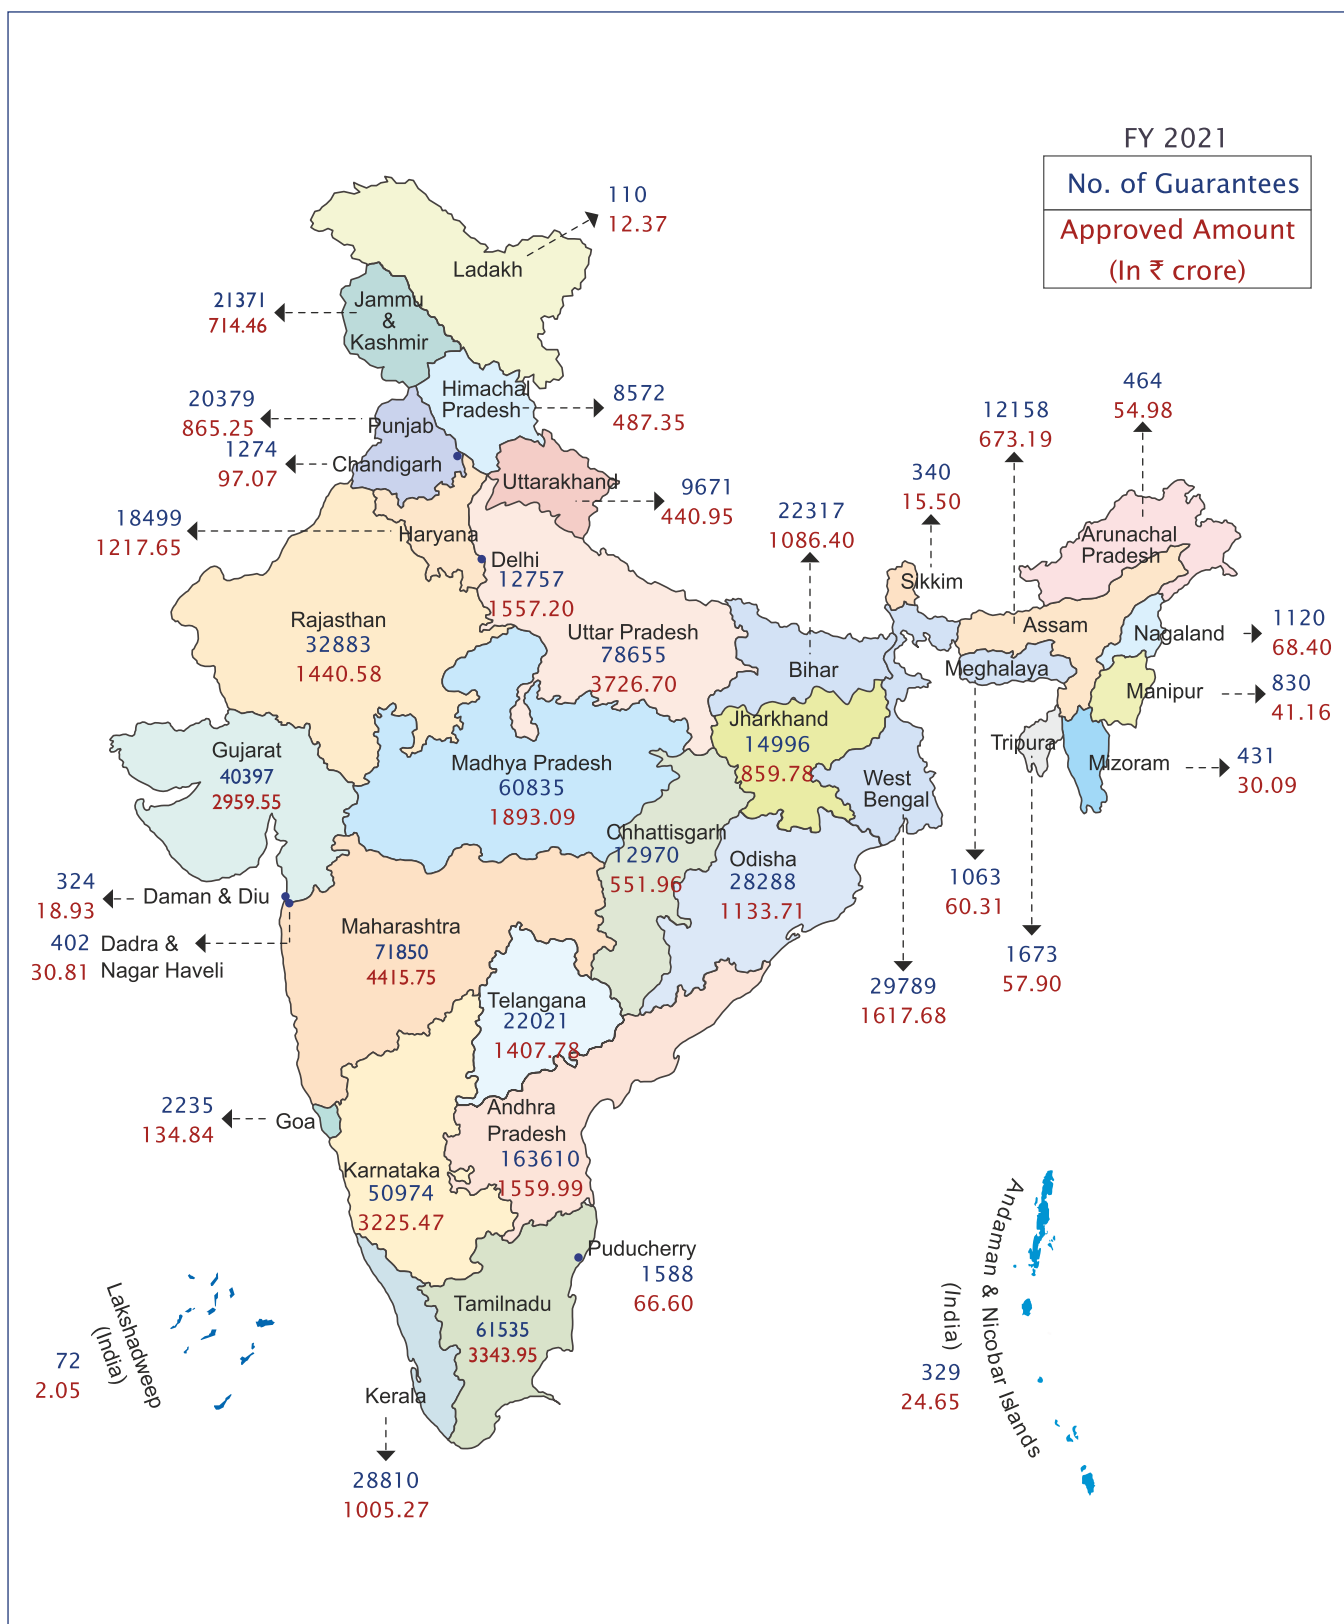 FY 2021
No. of Guarantees
Approved Amount
(In ₹ crore)
110
12.37
Ladakh
21371
714.46
Jammu
&
Kashmir
Himachal
Pradesh
8572
487.35
20379
865.25
Punjab
1274
97.07
Chandigarh
Uttarakhand
9671
440.95
18499
1217.65
Haryana
Delhi
12757
1557.20
Rajasthan
32883
1440.58
Uttar Pradesh
78655
3726.70
22317
1086.40
Bihar
340
15.50
Sikkim
12158
673.19
Assam
464
54.98
Arunachal
Pradesh
Nagaland
1120
68.40
Meghalaya
Manipur
830
41.16
Tripura
Mizoram
431
30.09
Jharkhand
14996
859.78
West
Bengal
Gujarat
40397
2959.55
Madhya Pradesh
60835
1893.09
Chhattisgarh
12970
551.96
Odisha
28288
1133.71
1063
60.31
1673
57.90
29789
1617.68
324
18.93
Daman & Diu
402
30.81
Dadra &
Nagar Haveli
Maharashtra
71850
4415.75
Telangana
22021
1407.78
2235
134.84
Goa
Andhra
Pradesh
163610
1559.99
Karnataka
50974
3225.47
Puducherry
1588
66.60
Tamilnadu
61535
3343.95
Lakshadweep
(India)
72
2.05
Kerala
28810
1005.27
Andaman & Nicobar Islands
(India)
329
24.65